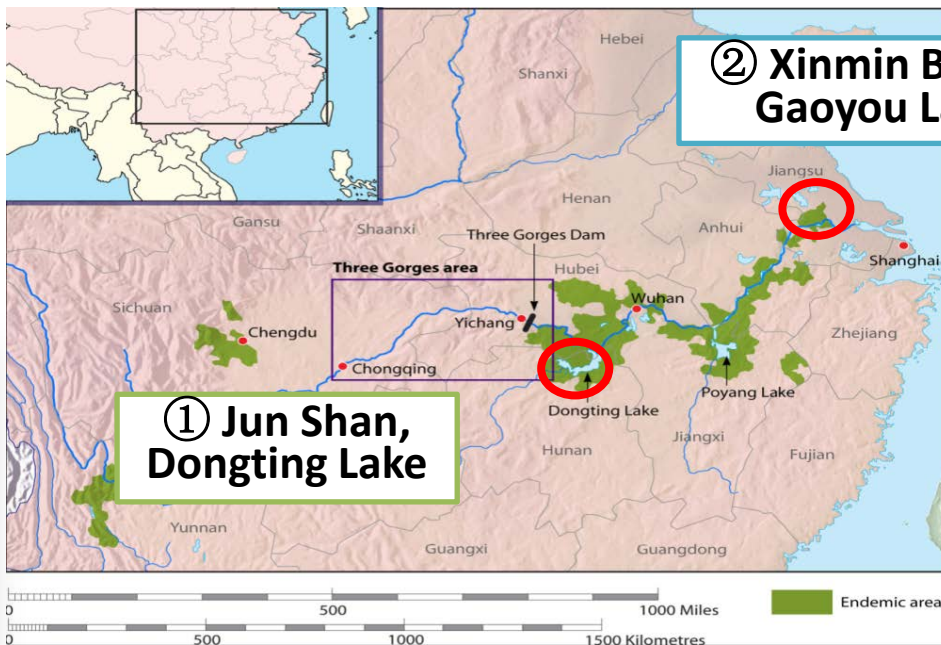 Hebei
Shanxi
② Xinmin B
Gaoyou L
Jiangsu
Henan
Gansu
Shaanxi
Anhui
Three Gorges Dam
Shanghai
Three Gorges area
Hubei
Sichuan
Wuhan
Yichang
Chengdu
Zhejiang
Chongqing
Poyang Lake
Dongting Lake
① Jun Shan,
Dongting Lake
Jiangxi
Hunan
Fujian
Yunnan
Guangxi
Guangdong
0 500 1000 Miles
Endemic area
0 500 1000 1500 Kilometres